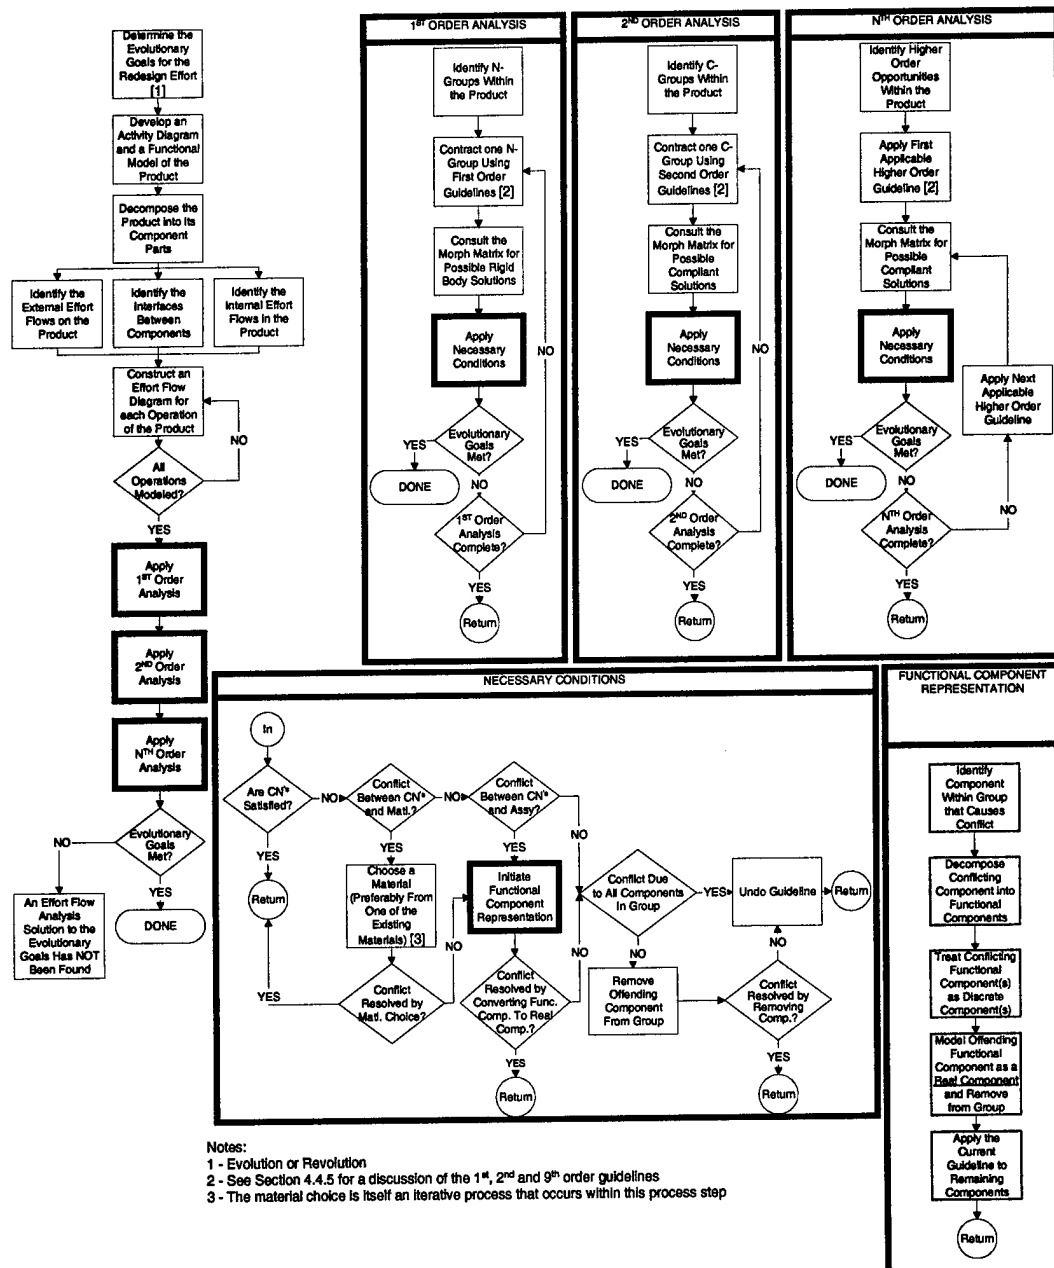 Determine the
Evolutionary
Goals for the
Redesign Effort
[1]
Develop an
Activity Diagram
and a Functional
Model of the
Product
Decompose the
Product into Its
Component
Parts
Identify the
External Effort
Flows on the
Product
Identify the
Interfaces
Between
Components
Identify the
Internal Effort
Flows in the
Product
Construct an
Effort Flow
Diagram for
each Operation
of the Product
NO
All
Operations
Modeled?
YES
Apply
1ST Order
Analysis
Apply
2ND Order
Analysis
Apply
NTH Order
Analysis
Evolutionary
Goals
Met?
NO
YES
An Effort Flow
Analysis
Solution to the
Evolutionary
Goals Has NOT
Been Found
DONE
1ST ORDER ANALYSIS
Identify N-
Groups Within
the Product
Contract one N-
Group Using
First Order
Guidelines [2]
Consult the
Morph Matrix for
Possible Rigid
Body Solutions
Apply
Necessary
Conditions
NO
Evolutionary
Goals
Met?
YES
DONE
NO
1ST Order
Analysis
Complete?
YES
Return
2ND ORDER ANALYSIS
Identify C-
Groups Within
the Product
Contract one C-
Group Using
Second Order
Guidelines [2]
Consult the
Morph Matrix for
Possible
Compliant
Solutions
Apply
Necessary
Conditions
NO
Evolutionary
Goals
Met?
YES
DONE
NO
2ND Order
Analysis
Complete?
YES
Return
NTH ORDER ANALYSIS
Identify Higher
Order
Opportunities
Within the
Product
Apply First
Applicable
Higher Order
Guideline [2]
Consult the
Morph Matrix for
Possible
Compliant
Solutions
Apply
Necessary
Conditions
Apply Next
Applicable
Higher Order
Guideline
Evolutionary
Goals
Met?
YES
DONE
NO
NO
NTH Order
Analysis
Complete?
YES
Return
NECESSARY CONDITIONS
In
Are CN's
Satisfied?
NO
Conflict
Between CN's
and Matl.?
NO
Conflict
Between CN's
and Assy?
NO
YES
YES
YES
Return
Choose a
Material
(Preferably From
One of the
Existing
Materials) [3]
Initiate
Functional
Component
Representation
Conflict Due
to All Components
In Group
YES
Undo Guideline
Return
NO
NO
NO
NO
YES
Conflict
Resolved by
Matl. Choice?
Conflict
Resolved by
Converting Func.
Comp. To Real
Comp.?
Remove
Offending
Component
From Group
Conflict
Resolved by
Removing
Comp.?
YES
YES
Return
Return
FUNCTIONAL COMPONENT
REPRESENTATION
Identify
Component
Within Group
that Causes
Conflict
Decompose
Conflicting
Component into
Functional
Components
Treat Conflicting
Functional
Component(s)
as Discrete
Component(s)
Model Offending
Functional
Component as a
Real Component
and Remove
from Group
Apply the
Current
Guideline to
Remaining
Components
Return
Notes:
1 - Evolution or Revolution
2 - See Section 4.4.5 for a discussion of the 1st, 2nd and 9th order guidelines
3 - The material choice is itself an iterative process that occurs within this process step